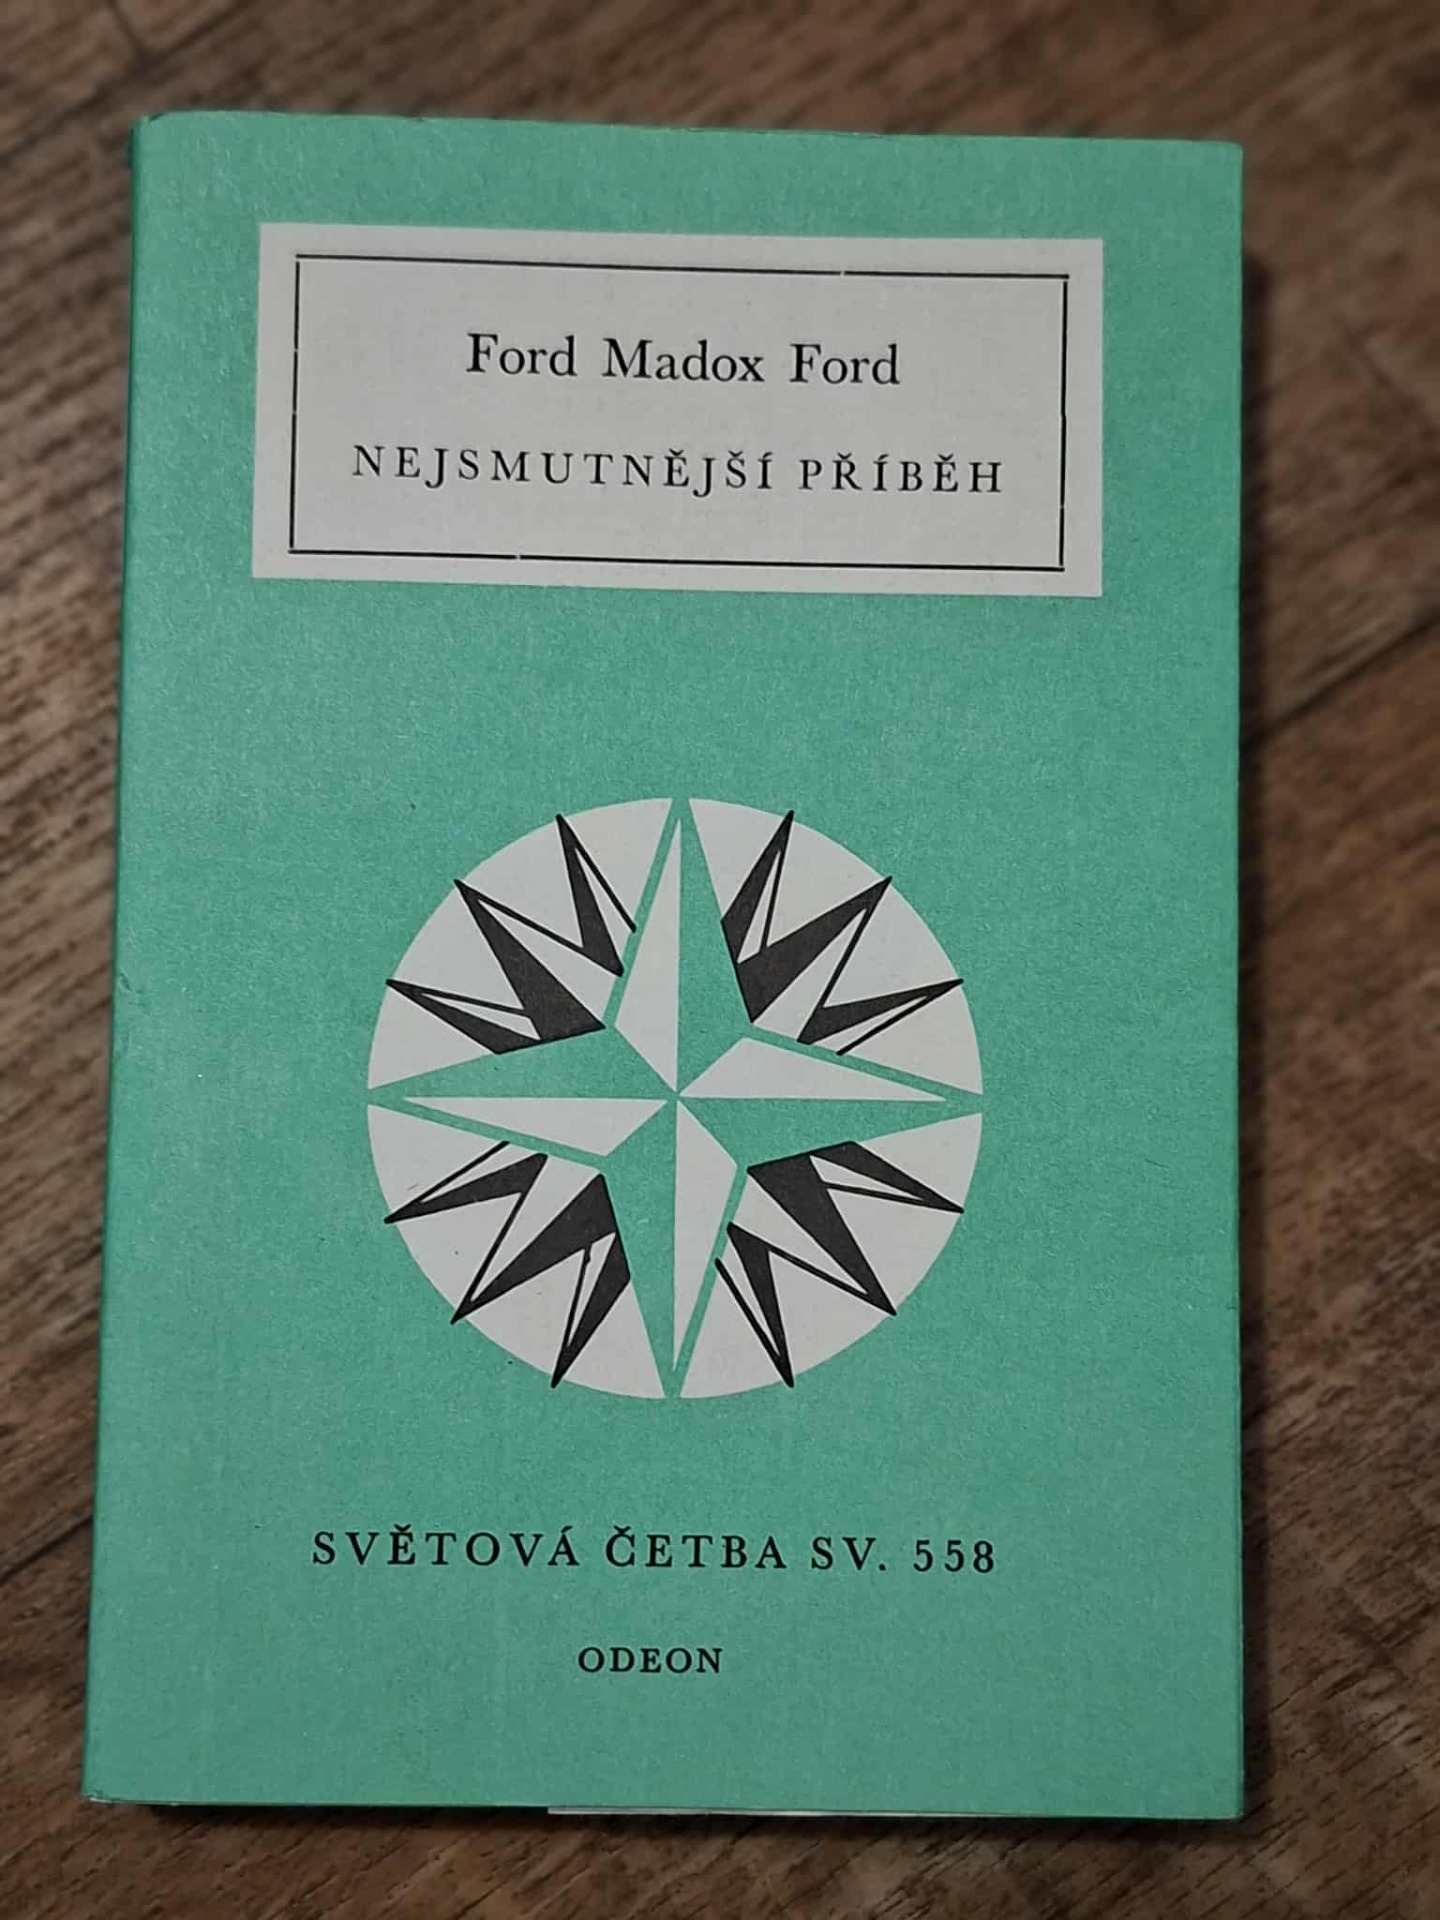 Ford Madox Ford
NEJSMUTNĚJŠÍ PŘÍBĚH
SVĚTOVÁ ČETBA SV. 558
ODEON